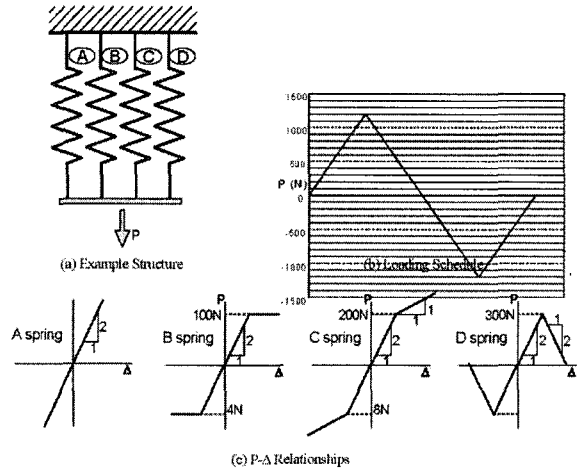 A B C D
P
(a) Example Structure
1500
1000
500
P (N)
0
-500
-1000
-1500
(b) Loading Schedule
A spring
2
1
Δ
B spring
P
100N
2
1
Δ
4N
C spring
P
200N
1
1
2
1
Δ
8N
D spring
P
300N
1
2
2
1
Δ
(c) P-Δ Relationships